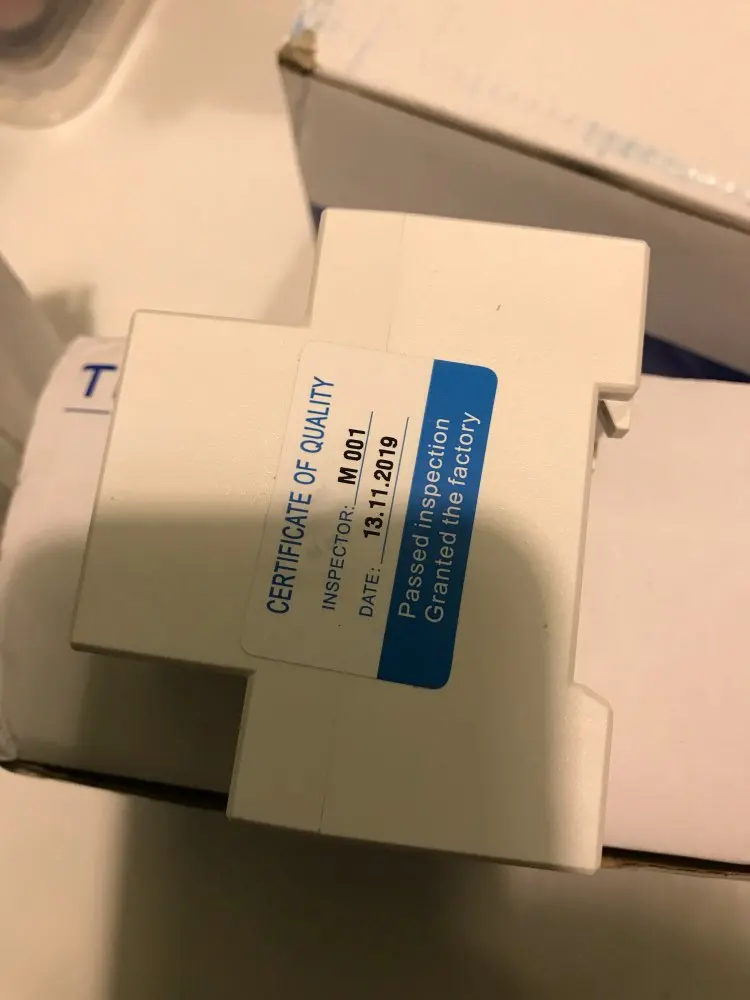 CERTIFICATE OF QUALITY
INSPECTOR: M 001
DATE: 13.11.2019
Passed inspection
Granted the factory